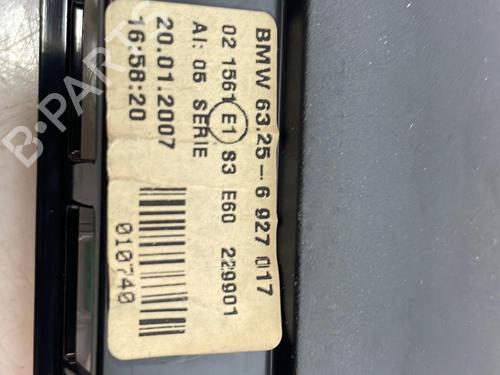 BMW 63.25-6 927 017
02 1561 E1 83 E60 229901
AI: 05 SERIE
20.01.2007
16:58:20
010740
B-PARTS